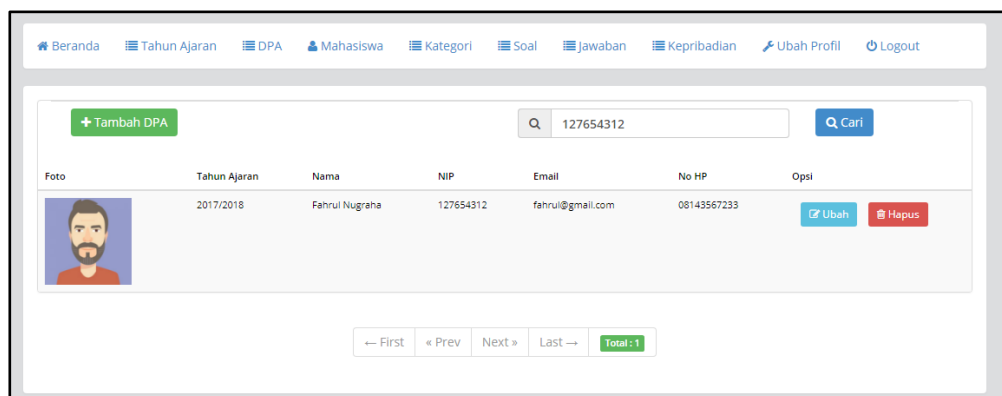 Beranda Tahun Ajaran DPA Mahasiswa Kategori Soal Jawaban Kepribadian Ubah Profil Logout
+ Tambah DPA 127654312 Cari
Foto Tahun Ajaran Nama NIP Email No HP Opsi
2017/2018 Fahrul Nugraha 127654312 fahrul@gmail.com 08143567233 Ubah Hapus
← First « Prev Next » Last → Total : 1